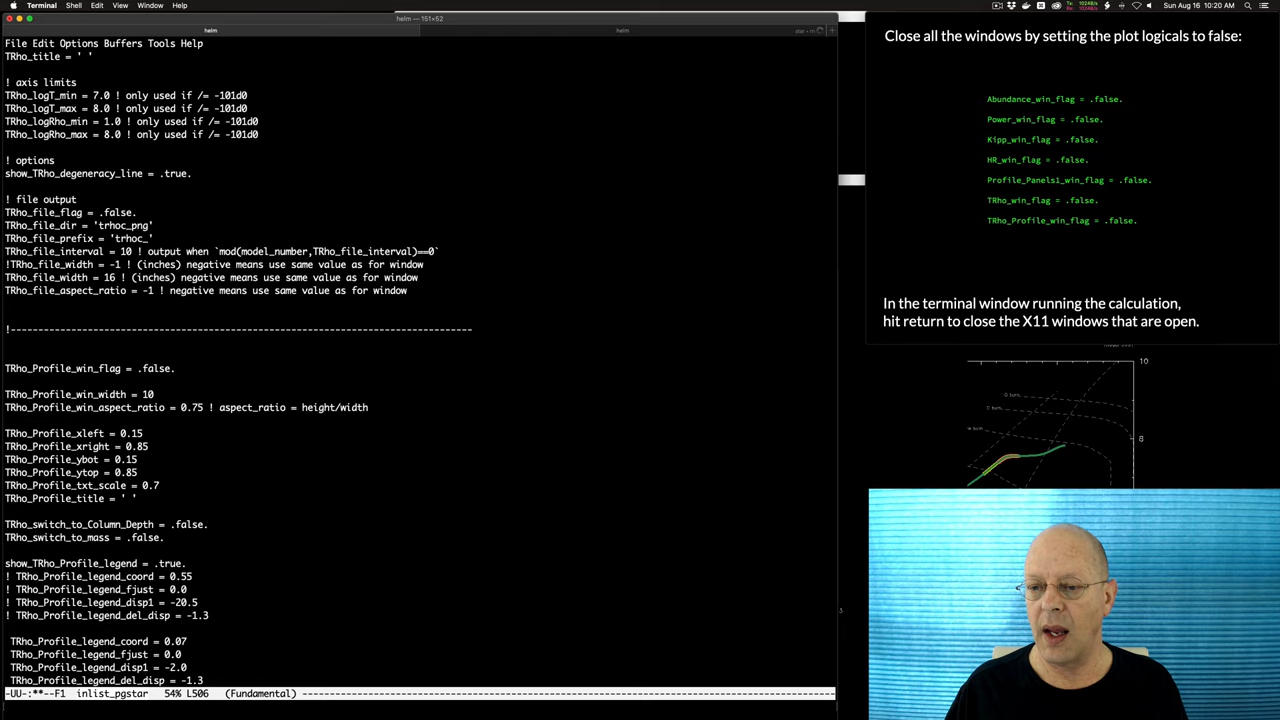 Terminal Shell Edit View Window Help
Sun Aug 16 10:20 AM
helm — 151×52
helm helm
File Edit Options Buffers Tools Help
TRho_title = ' '
! axis limits
TRho_logT_min = 7.0 ! only used if /= -101d0
TRho_logT_max = 8.0 ! only used if /= -101d0
TRho_logRho_min = 1.0 ! only used if /= -101d0
TRho_logRho_max = 8.0 ! only used if /= -101d0
! options
show_TRho_degeneracy_line = .true.
! file output
TRho_file_flag = .false.
TRho_file_dir = 'trhoc_png'
TRho_file_prefix = 'trhoc_'
TRho_file_interval = 10 ! output when `mod(model_number,TRho_file_interval)==0`
!TRho_file_width = -1 ! (inches) negative means use same value as for window
TRho_file_width = 16 ! (inches) negative means use same value as for window
TRho_file_aspect_ratio = -1 ! negative means use same value as for window
!----------------------------------------------------------------------------------------
TRho_Profile_win_flag = .false.
TRho_Profile_win_width = 10
TRho_Profile_win_aspect_ratio = 0.75 ! aspect_ratio = height/width
TRho_Profile_xleft = 0.15
TRho_Profile_xright = 0.85
TRho_Profile_ybot = 0.15
TRho_Profile_ytop = 0.85
TRho_Profile_txt_scale = 0.7
TRho_Profile_title = ' '
TRho_switch_to_Column_Depth = .false.
TRho_switch_to_mass = .false.
show_TRho_Profile_legend = .true.
! TRho_Profile_legend_coord = 0.55
! TRho_Profile_legend_fjust = 0.0
! TRho_Profile_legend_disp1 = -20.5
! TRho_Profile_legend_del_disp = -1.3
TRho_Profile_legend_coord = 0.07
TRho_Profile_legend_fjust = 0.0
TRho_Profile_legend_disp1 = -2.0
TRho_Profile_legend_del_disp = -1.3
-UU-:**--F1 inlist_pgstar 54% L506 (Fundamental)
Close all the windows by setting the plot logicals to false:
Abundance_win_flag = .false.
Power_win_flag = .false.
Kipp_win_flag = .false.
HR_win_flag = .false.
Profile_Panels1_win_flag = .false.
TRho_win_flag = .false.
TRho_Profile_win_flag = .false.
In the terminal window running the calculation,
hit return to close the X11 windows that are open.
10
O burn
8